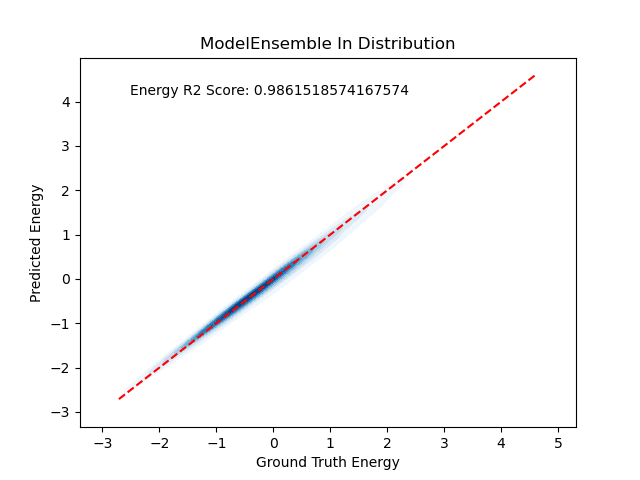 ModelEnsemble In Distribution
Energy R2 Score: 0.9861518574167574
Predicted Energy
4
3
2
1
0
−1
−2
−3
−3 −2 −1 0 1 2 3 4 5
Ground Truth Energy